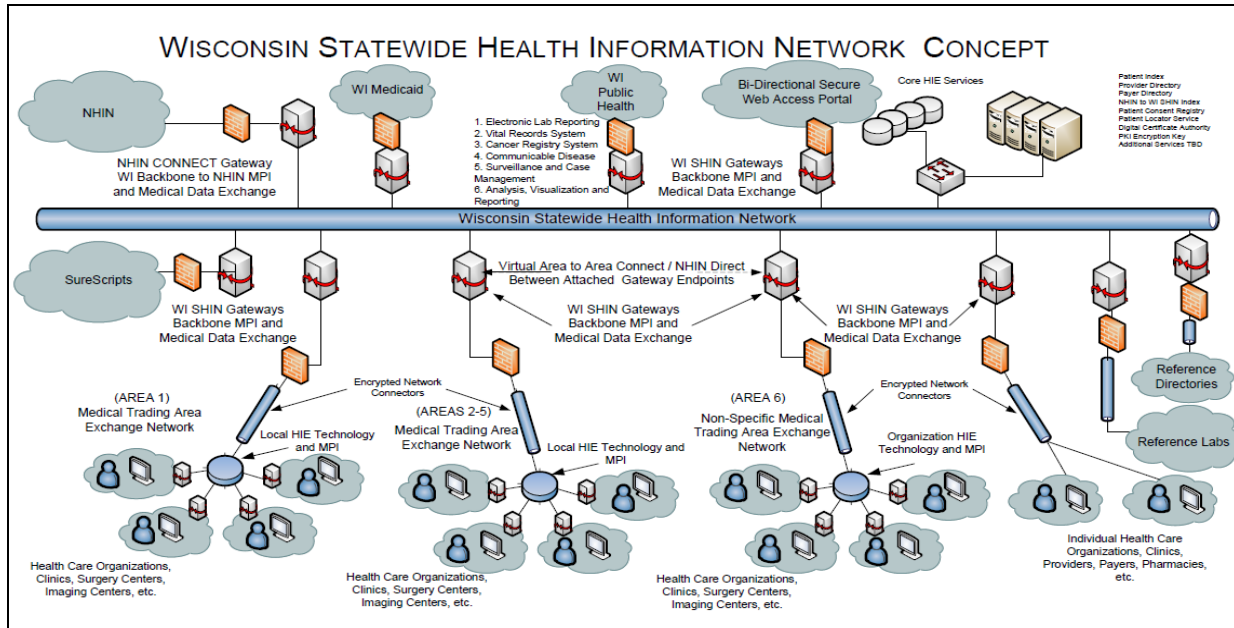 WISCONSIN STATEWIDE HEALTH INFORMATION NETWORK CONCEPT
NHIN
NHIN CONNECT Gateway
WI Backbone to NHIN MPI
and Medical Data Exchange
WI Medicaid
WI
Public
Health
1. Electronic Lab Reporting
2. Vital Records System
3. Cancer Registry System
4. Communicable Disease
5. Surveillance and Case
Management
6. Analysis, Visualization and
Reporting
Bi-Directional Secure
Web Access Portal
WI SHIN Gateways
Backbone MPI and
Medical Data Exchange
Core HIE Services
Patient Index
Provider Directory
Payer Directory
NHIN to WI SHIN Index
Patient Consent Registry
Patient Locator Service
Digital Certificate Authority
PKI Encryption Key
Additional Services TBD
Wisconsin Statewide Health Information Network
SureScripts
WI SHIN Gateways
Backbone MPI and
Medical Data Exchange
Virtual Area to Area Connect / NHIN Direct
Between Attached Gateway Endpoints
WI SHIN Gateways
Backbone MPI and
Medical Data Exchange
WI SHIN Gateways
Backbone MPI and
Medical Data Exchange
Reference
Directories
Reference Labs
(AREA 1)
Medical Trading Area
Exchange Network
Encrypted Network
Connectors
Local HIE Technology
and MPI
Health Care Organizations,
Clinics, Surgery Centers,
Imaging Centers, etc.
(AREAS 2-5)
Medical Trading Area
Exchange Network
Local HIE Technology and
MPI
Health Care Organizations,
Clinics, Surgery Centers,
Imaging Centers, etc.
(AREA 6)
Non-Specific Medical
Trading Area Exchange
Network
Encrypted Network
Connectors
Organization HIE
Technology and MPI
Health Care Organizations,
Clinics, Surgery Centers,
Imaging Centers, etc.
Individual Health Care
Organizations, Clinics,
Providers, Payers, Pharmacies,
etc.